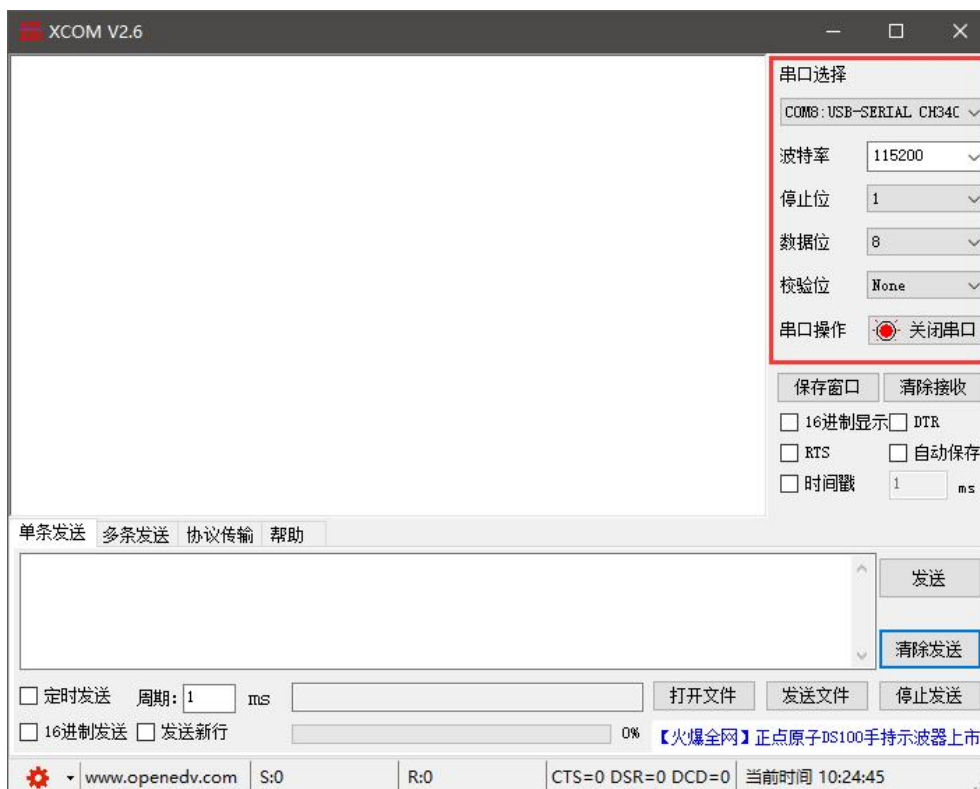 XCOM V2.6
串口选择
COM8:USB-SERIAL CH34C
波特率 115200
停止位 1
数据位 8
校验位 None
串口操作 关闭串口
保存窗口 清除接收
16进制显示 DTR
RTS 自动保存
时间戳 1 ms
单条发送 多条发送 协议传输 帮助
发送
清除发送
定时发送 周期: 1 ms 打开文件 发送文件 停止发送
16进制发送 发送新行 0% 【火爆全网】正点原子DS100手持示波器上市
www.openedv.com S:0 R:0 CTS=0 DSR=0 DCD=0 当前时间 10:24:45